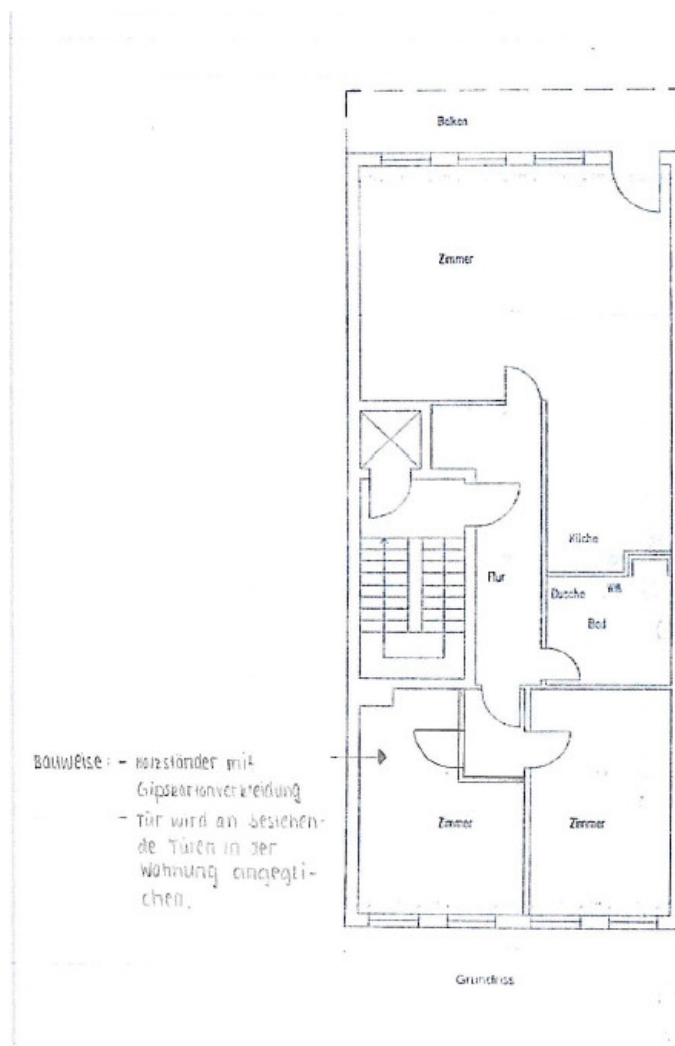 Balkon
Zimmer
Küche
Flur
Dusche
WB
Bad
Bauweise: - Holzständer mit
Gipskartonverkleidung
- Tür wird an bestehen-
de Türen in der
Wohnung angegli-
chen.
Zimmer
Zimmer
Grundriss